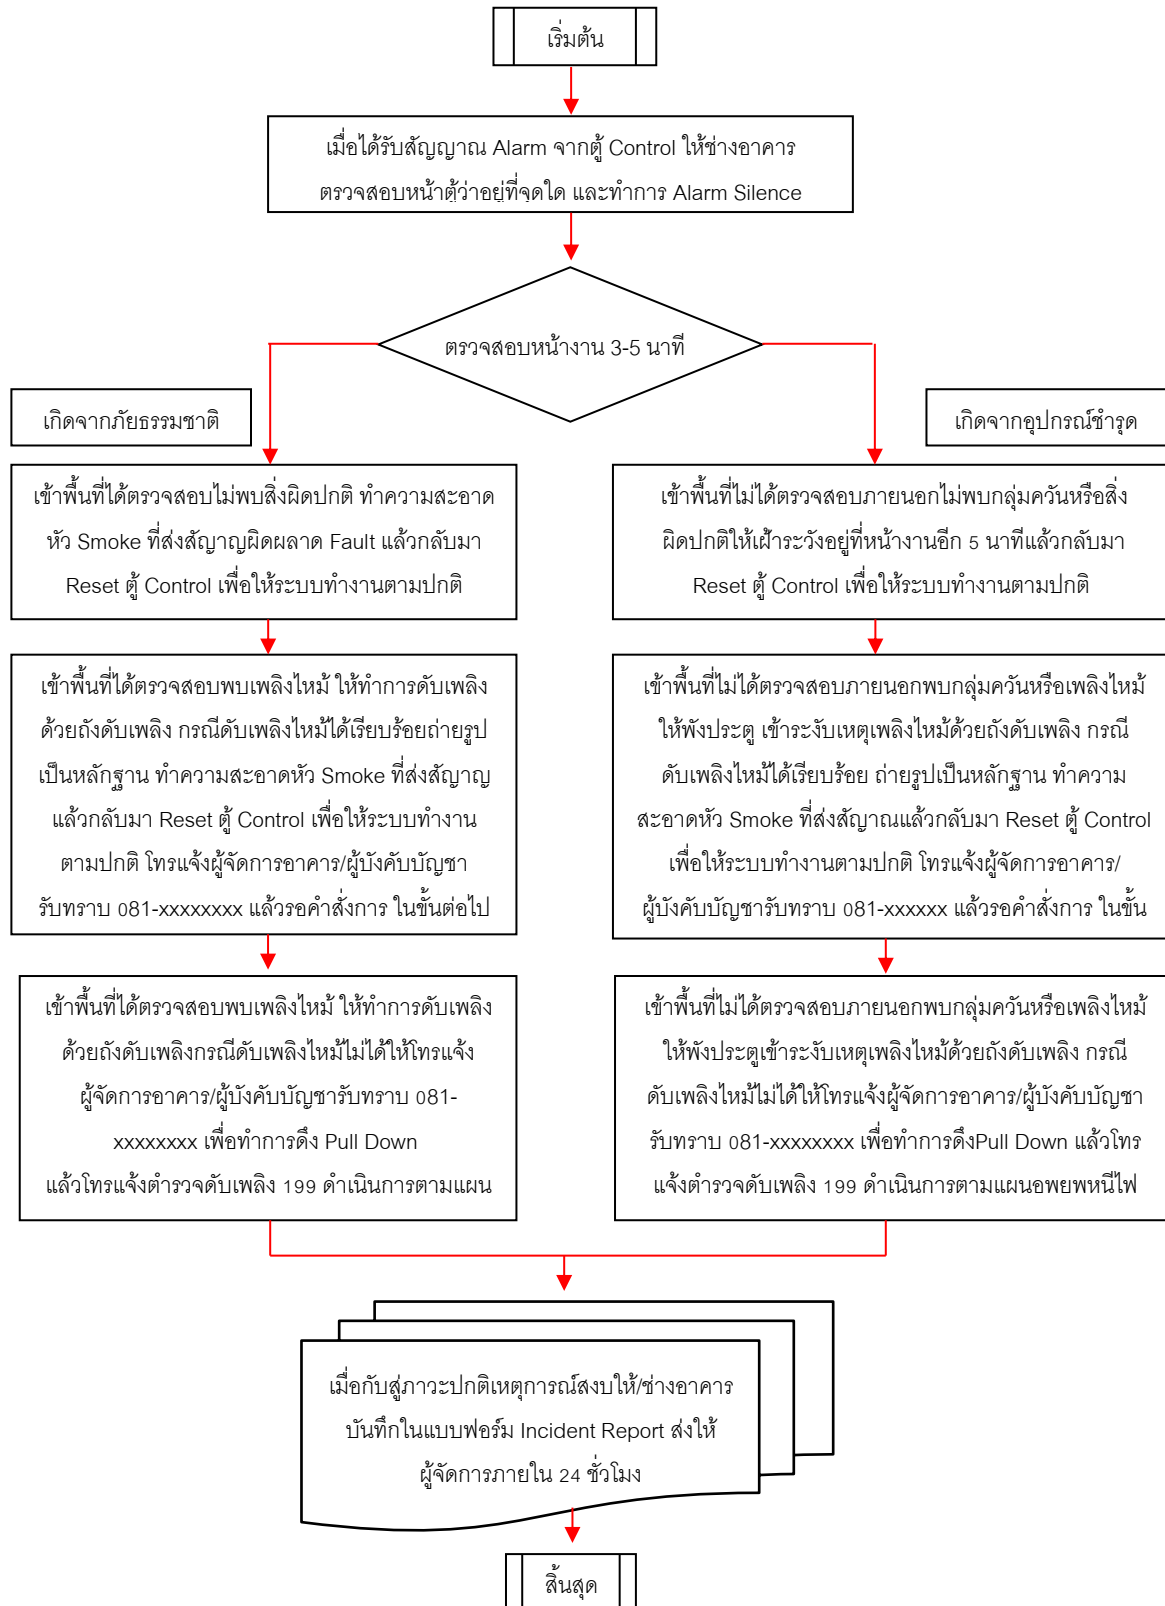 เริ่มต้น
เมื่อได้รับสัญญาณ Alarm จากตู้ Control ให้ช่างอาคาร
ตรวจสอบหน้าตู้ว่าอยู่ที่จุดใด และทำการ Alarm Silence
ตรวจสอบหน้างาน 3-5 นาที
เกิดจากภัยธรรมชาติ
เกิดจากอุปกรณ์ชำรุด
เข้าพื้นที่ได้ตรวจสอบไม่พบสิ่งผิดปกติ ทำความสะอาด
หัว Smoke ที่ส่งสัญาญผิดผลาด Fault แล้วกลับมา
Reset ตู้ Control เพื่อให้ระบบทำงานตามปกติ
เข้าพื้นที่ไม่ได้ตรวจสอบภายนอกไม่พบกลุ่มควันหรือสิ่ง
ผิดปกติให้เฝ้าระวังอยู่ที่หน้างานอีก 5 นาทีแล้วกลับมา
Reset ตู้ Control เพื่อให้ระบบทำงานตามปกติ
เข้าพื้นที่ได้ตรวจสอบพบเพลิงไหม้ ให้ทำการดับเพลิง
ด้วยถังดับเพลิง กรณีดับเพลิงไหม้ได้เรียบร้อยถ่ายรูป
เป็นหลักฐาน ทำความสะอาดหัว Smoke ที่ส่งสัญาญ
แล้วกลับมา Reset ตู้ Control เพื่อให้ระบบทำงาน
ตามปกติ โทรแจ้งผู้จัดการอาคาร/ผู้บังคับบัญชา
รับทราบ 081-xxxxxxxx แล้วรอคำสั่งการ ในขั้นต่อไป
เข้าพื้นที่ไม่ได้ตรวจสอบภายนอกพบกลุ่มควันหรือเพลิงไหม้
ให้พังประตู เข้าระงับเหตุเพลิงไหม้ด้วยถังดับเพลิง กรณี
ดับเพลิงไหม้ได้เรียบร้อย ถ่ายรูปเป็นหลักฐาน ทำความ
สะอาดหัว Smoke ที่ส่งสัญาณแล้วกลับมา Reset ตู้ Control
เพื่อให้ระบบทำงานตามปกติ โทรแจ้งผู้จัดการอาคาร/
ผู้บังคับบัญชารับทราบ 081-xxxxxx แล้วรอคำสั่งการ ในขั้น
เข้าพื้นที่ได้ตรวจสอบพบเพลิงไหม้ ให้ทำการดับเพลิง
ด้วยถังดับเพลิงกรณีดับเพลิงไหม้ไม่ได้ให้โทรแจ้ง
ผู้จัดการอาคาร/ผู้บังคับบัญชารับทราบ 081-
xxxxxxxx เพื่อทำการดึง Pull Down
แล้วโทรแจ้งตำรวจดับเพลิง 199 ดำเนินการตามแผน
เข้าพื้นที่ไม่ได้ตรวจสอบภายนอกพบกลุ่มควันหรือเพลิงไหม้
ให้พังประตูเข้าระงับเหตุเพลิงไหม้ด้วยถังดับเพลิง กรณี
ดับเพลิงไหม้ไม่ได้ให้โทรแจ้งผู้จัดการอาคาร/ผู้บังคับบัญชา
รับทราบ 081-xxxxxxxx เพื่อทำการดึงPull Down แล้วโทร
แจ้งตำรวจดับเพลิง 199 ดำเนินการตามแผนอพยพหนีไฟ
เมื่อกับสู่ภาวะปกติเหตุการณ์สงบให้/ช่างอาคาร
บันทึกในแบบฟอร์ม Incident Report ส่งให้
ผู้จัดการภายใน 24 ชั่วโมง
สิ้นสุด